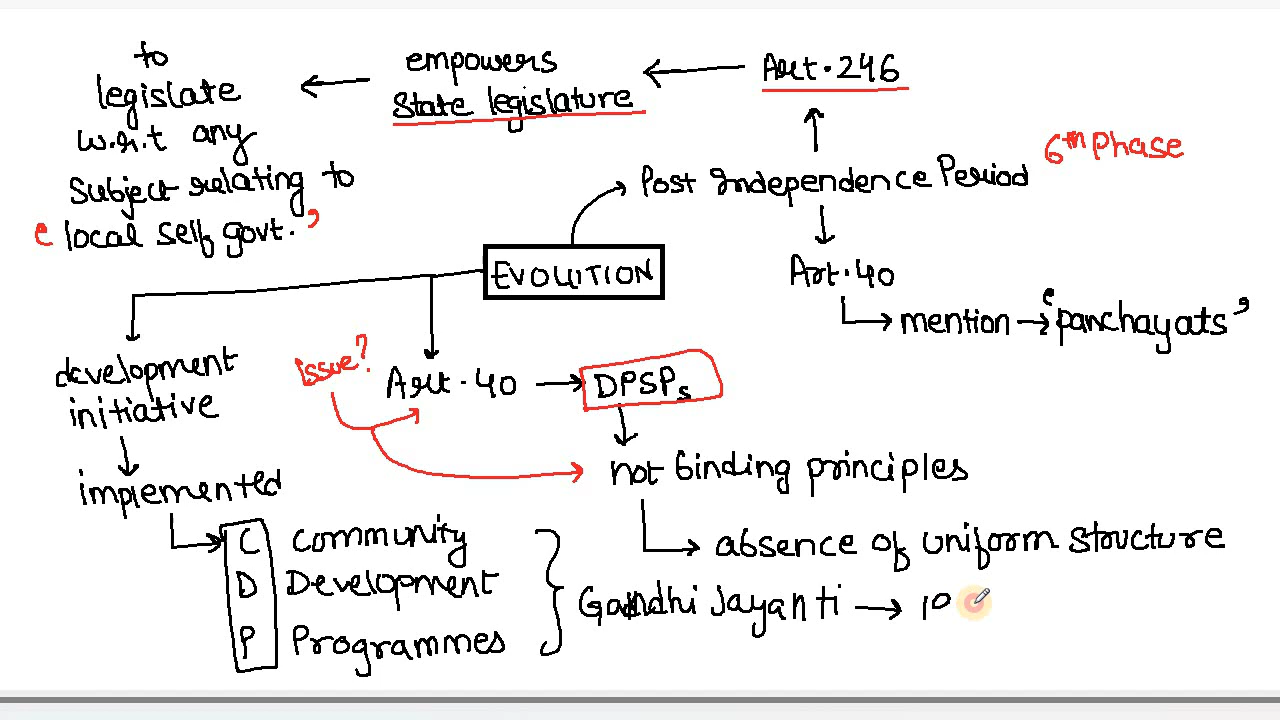 to
legislate
w.r.t any
Subject relating to
‘ local self govt. ’
empowers
State legislature
Art. 246
6th Phase
Post Independence Period
Art. 40
mention → ‘panchayats’
EVOLUTION
development
initiative
implemented
issue?
Art. 40 → DPSPs
not binding principles
absence of uniform structure
C Community
D Development
P Programmes
Gandhi Jayanti → 10